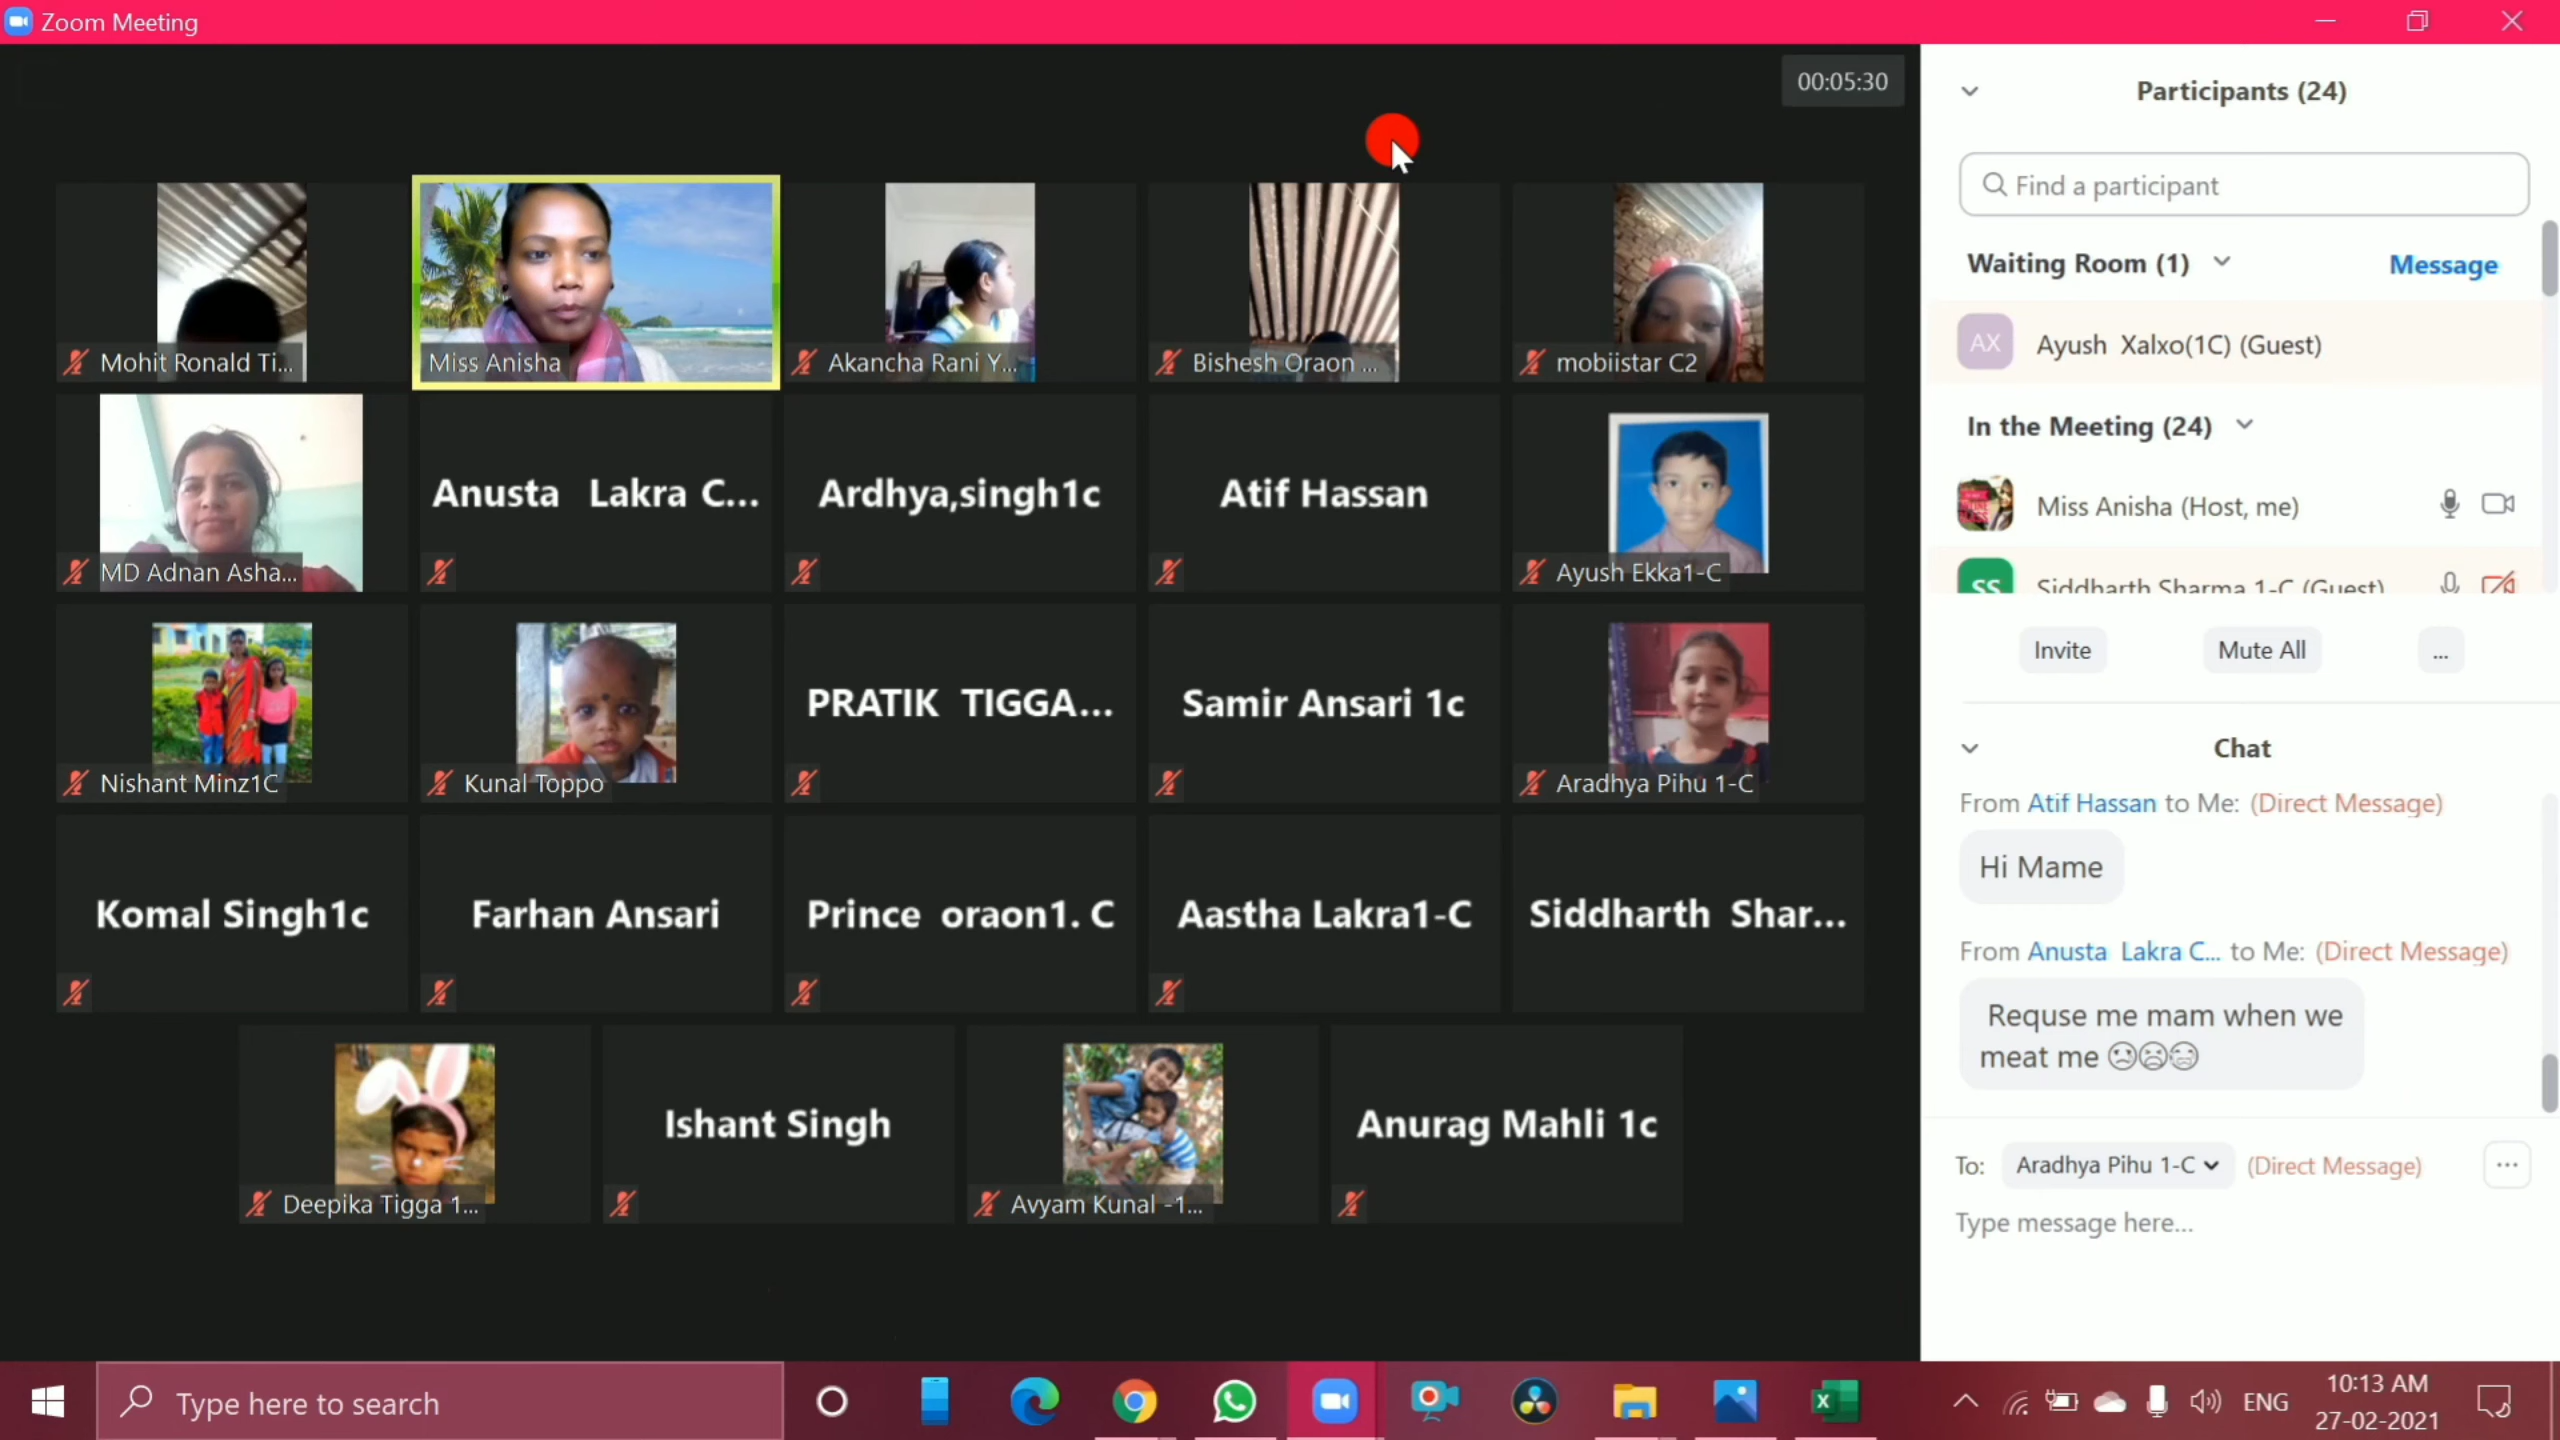 Zoom Meeting
00:05:30
Mohit Ronald Ti...
Miss Anisha
Akancha Rani Y...
Bishesh Oraon ...
mobiistar C2
MD Adnan Asha...
Anusta Lakra C...
Ardhya,singh1c
Atif Hassan
Ayush Ekka1-C
Nishant Minz1C
Kunal Toppo
PRATIK TIGGA...
Samir Ansari 1c
Aradhya Pihu 1-C
Komal Singh1c
Farhan Ansari
Prince oraon1. C
Aastha Lakra1-C
Siddharth Shar...
Deepika Tigga 1...
Ishant Singh
Avyam Kunal -1...
Anurag Mahli 1c
Participants (24)
Find a participant
Waiting Room (1)
Message
AX
Ayush Xalxo(1C) (Guest)
In the Meeting (24)
Miss Anisha (Host, me)
SS
Siddharth Sharma 1-C (Guest)
Invite
Mute All
...
Chat
From Atif Hassan to Me: (Direct Message)
Hi Mame
From Anusta Lakra C... to Me: (Direct Message)
Requse me mam when we
meat me
To: Aradhya Pihu 1-C (Direct Message)
Type message here...
Type here to search
ENG
10:13 AM
27-02-2021